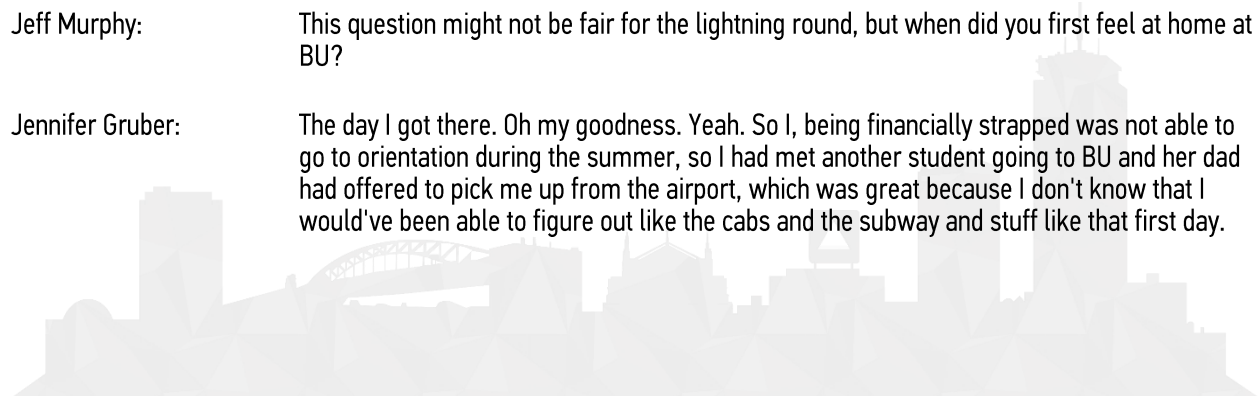 Jeff Murphy: This question might not be fair for the lightning round, but when did you first feel at home at
BU?
Jennifer Gruber: The day I got there. Oh my goodness. Yeah. So I, being financially strapped was not able to
go to orientation during the summer, so I had met another student going to BU and her dad
had offered to pick me up from the airport, which was great because I don't know that I
would've been able to figure out like the cabs and the subway and stuff like that first day.